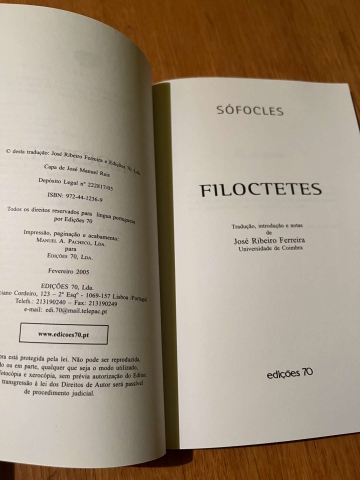 © desta tradução: José Ribeiro Ferreira e Edições 70, Lda.
Capa de José Manuel Reis
Depósito Legal nº 222817/05
ISBN: 972-44-1236-9
Todos os direitos reservados para língua portuguesa
por Edições 70
Impressão, paginação e acabamento:
MANUEL A. PACHECO, LDA.
para
EDIÇÕES 70, LDA.
Fevereiro 2005
EDIÇÕES 70, Lda.
Cordeiro, 123 – 2º Esqº - 1069-157 Lisboa / Portugal
Telefs.: 213190240 – Fax: 213190249
e-mail: edi.70@mail.telepac.pt
www.edicoes70.pt
está protegida pela lei. Não pode ser reproduzida,
ou em parte, qualquer que seja o modo utilizado,
fotocópia e xerocópia, sem prévia autorização do Editor.
transgressão à lei dos Direitos de Autor será passível
de procedimento judicial.
SÓFOCLES
FILOCTETES
Tradução, introdução e notas
de
José Ribeiro Ferreira
Universidade de Coimbra
edições 70